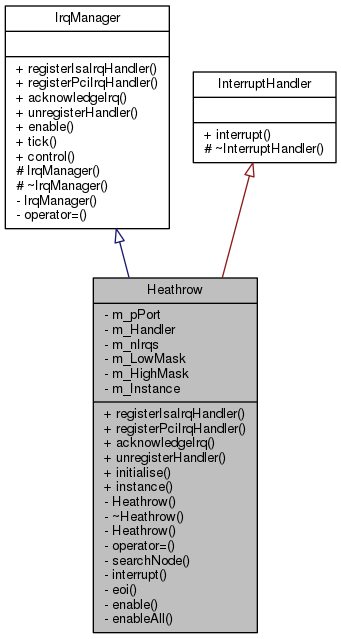 IrqManager
+ registerIsaIrqHandler()
+ registerPciIrqHandler()
+ acknowledgeIrq()
+ unregisterHandler()
+ enable()
+ tick()
+ control()
# IrqManager()
# ~IrqManager()
- IrqManager()
- operator=()
InterruptHandler
+ interrupt()
# ~InterruptHandler()
Heathrow
- m_pPort
- m_Handler
- m_nIrqs
- m_LowMask
- m_HighMask
- m_Instance
+ registerIsaIrqHandler()
+ registerPciIrqHandler()
+ acknowledgeIrq()
+ unregisterHandler()
+ initialise()
+ instance()
- Heathrow()
- ~Heathrow()
- Heathrow()
- operator=()
- searchNode()
- interrupt()
- eoi()
- enable()
- enableAll()